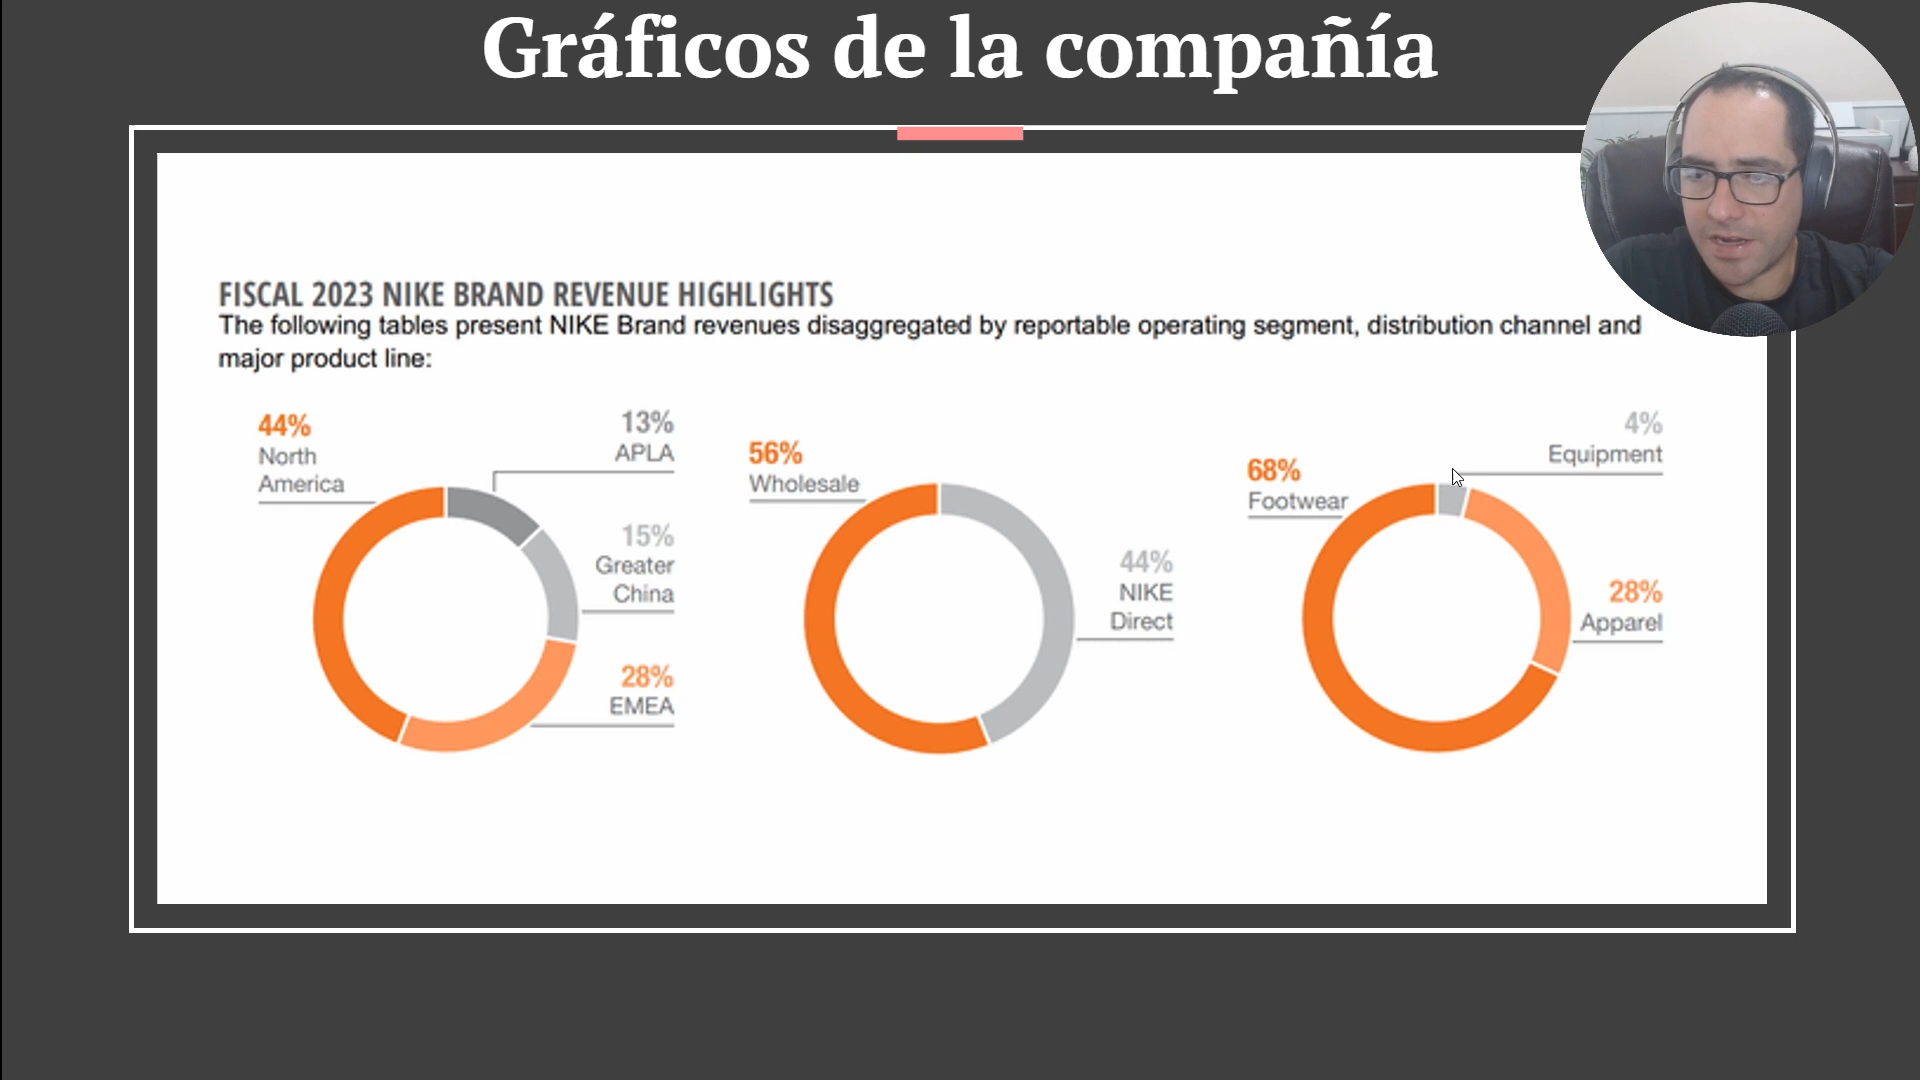 Gráficos de la compañía
FISCAL 2023 NIKE BRAND REVENUE HIGHLIGHTS
The following tables present NIKE Brand revenues disaggregated by reportable operating segment, distribution channel and
major product line:
44%
North
America
13%
APLA
15%
Greater
China
28%
EMEA
56%
Wholesale
44%
NIKE
Direct
68%
Footwear
4%
Equipment
28%
Apparel